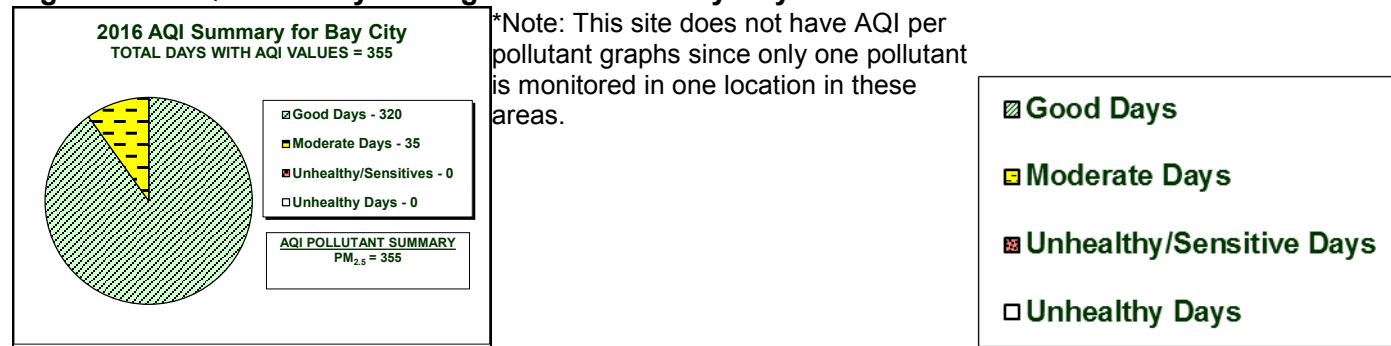 2016 AQI Summary for Bay City
TOTAL DAYS WITH AQI VALUES = 355
Good Days - 320
Moderate Days - 35
Unhealthy/Sensitives - 0
Unhealthy Days - 0
AQI POLLUTANT SUMMARY
PM2.5 = 355
*Note: This site does not have AQI per
pollutant graphs since only one pollutant
is monitored in one location in these
areas.
Good Days
Moderate Days
Unhealthy/Sensitive Days
Unhealthy Days